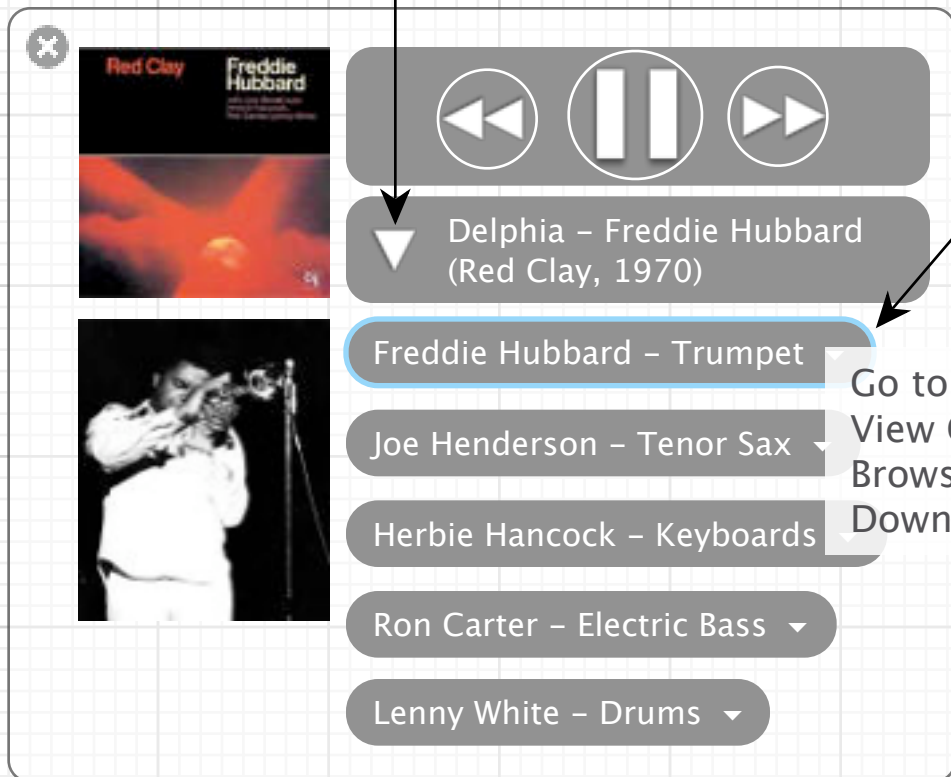 Red Clay
Freddie
Hubbard
Delphia – Freddie Hubbard
(Red Clay, 1970)
Freddie Hubbard – Trumpet
Go to
View
Joe Henderson – Tenor Sax
Brows
Herbie Hancock – Keyboards
Down
Ron Carter – Electric Bass
Lenny White – Drums